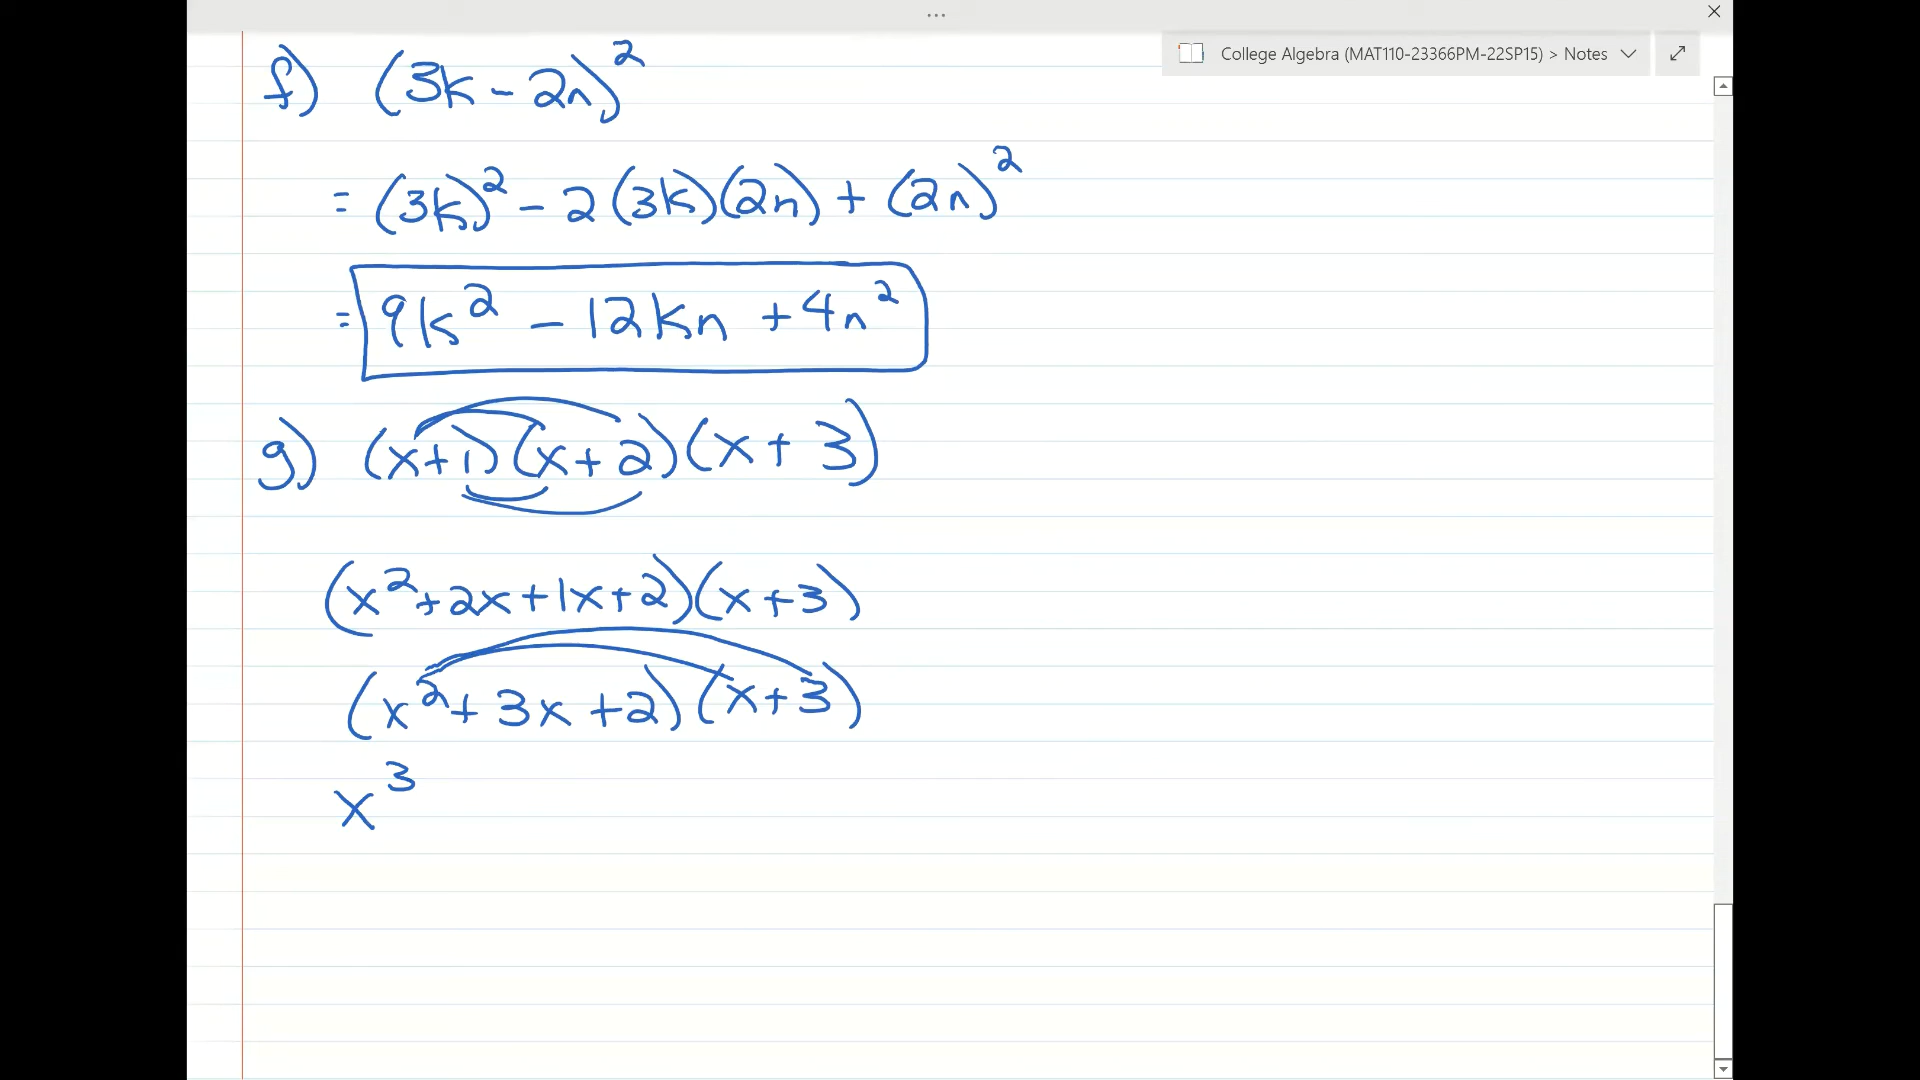 ...
College Algebra (MAT110-23366PM-22SP15) > Notes
f) (3k - 2n)²
= (3k)² - 2(3k)(2n) + (2n)²
= 9k² - 12kn + 4n²
g) (x+1)(x+2)(x+3)
(x²+2x+1x+2)(x+3)
(x²+3x+2)(x+3)
x³